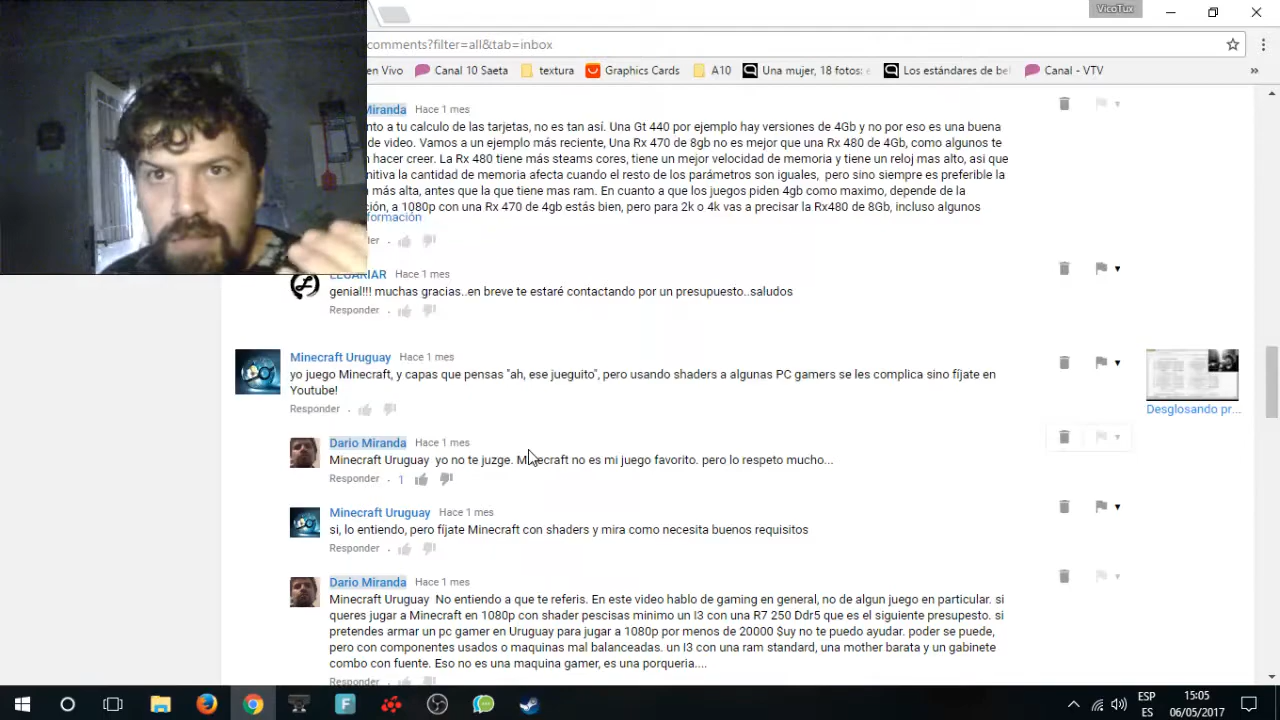 VicoTux
comments?filter=all&tab=inbox
en Vivo Canal 10 Saeta textura Graphics Cards A10 Una mujer, 18 fotos: Los estándares de bel Canal - VTV »
Miranda Hace 1 mes
nto a tu calculo de las tarjetas, no es tan así. Una Gt 440 por ejemplo hay versiones de 4Gb y no por eso es una buena
de video. Vamos a un ejemplo más reciente, Una Rx 470 de 8gb no es mejor que una Rx 480 de 4Gb, como algunos te
n hacer creer. La Rx 480 tiene más steams cores, tiene un mejor velocidad de memoria y tiene un reloj mas alto, asi que
nitiva la cantidad de memoria afecta cuando el resto de los parámetros son iguales, pero sino siempre es preferible la
más alta, antes que la que tiene mas ram. En cuanto a que los juegos piden 4gb como maximo, depende de la
ción, a 1080p con una Rx 470 de 4gb estás bien, pero para 2k o 4k vas a precisar la Rx480 de 8Gb, incluso algunos
formación
der
Hace 1 mes
genial!!! muchas gracias..en breve te estaré contactando por un presupuesto..saludos
Responder
Minecraft Uruguay Hace 1 mes
yo juego Minecraft, y capas que pensas "ah, ese jueguito", pero usando shaders a algunas PC gamers se les complica sino fíjate en
Youtube!
Responder
Desglosando pr...
Dario Miranda Hace 1 mes
Minecraft Uruguay yo no te juzge. Minecraft no es mi juego favorito. pero lo respeto mucho...
Responder 1
Minecraft Uruguay Hace 1 mes
si, lo entiendo, pero fíjate Minecraft con shaders y mira como necesita buenos requisitos
Responder
Dario Miranda Hace 1 mes
Minecraft Uruguay No entiendo a que te referis. En este video hablo de gaming en general, no de algun juego en particular. si
queres jugar a Minecraft en 1080p con shader pescisas minimo un I3 con una R7 250 Ddr5 que es el siguiente presupuesto. si
pretendes armar un pc gamer en Uruguay para jugar a 1080p por menos de 20000 $uy no te puedo ayudar. poder se puede,
pero con componentes usados o maquinas mal balanceadas. un I3 con una ram standard, una mother barata y un gabinete
combo con fuente. Eso no es una maquina gamer, es una porqueria....
Responder
ESP 15:05
ES 06/05/2017